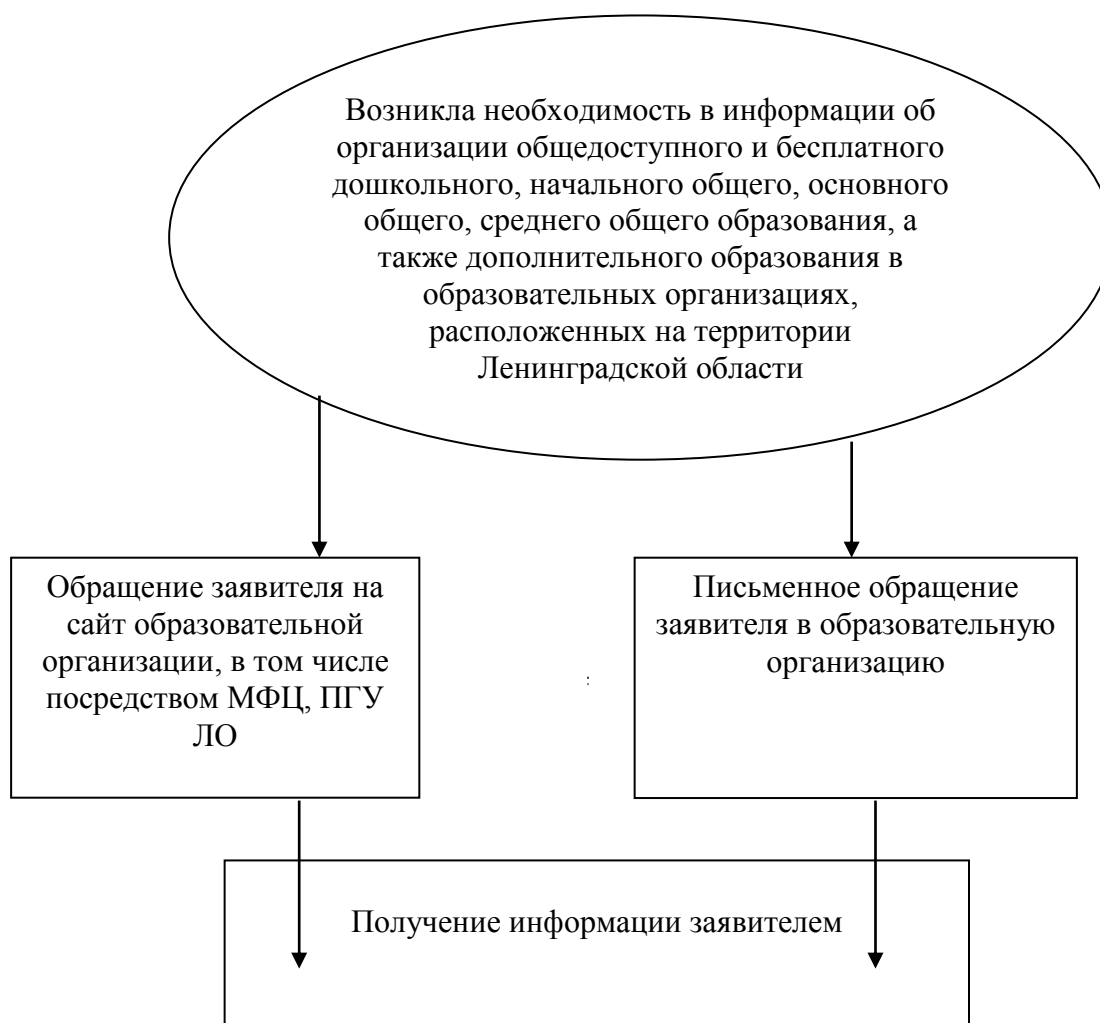 Возникла необходимость в информации об
организации общедоступного и бесплатного
дошкольного, начального общего, основного
общего, среднего общего образования, а
также дополнительного образования в
образовательных организациях,
расположенных на территории
Ленинградской области
Обращение заявителя на
сайт образовательной
организации, в том числе
посредством МФЦ, ПГУ
ЛО
Письменное обращение
заявителя в образовательную
организацию
:
Получение информации заявителем